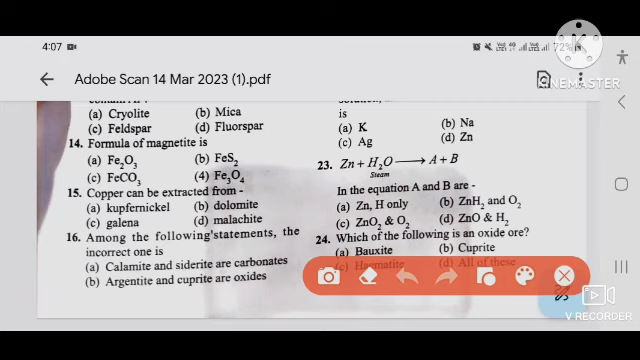 4:07
72%
KINEMASTER
Adobe Scan 14 Mar 2023 (1).pdf
(a) Cryolite (b) Mica
(c) Feldspar (d) Fluorspar
14. Formula of magnetite is
(a) Fe₂O₃ (b) FeS₂
(c) FeCO₃ (4) Fe₃O₄
15. Copper can be extracted from -
(a) kupfernickel (b) dolomite
(c) galena (d) malachite
16. Among the following statements, the
incorrect one is
(a) Calamite and siderite are carbonates
(b) Argentite and cuprite are oxides
is
(a) K (b) Na
(c) Ag (d) Zn
23. Zn + H₂O ⟶ A + B
Steam
In the equation A and B are -
(a) Zn, H only (b) ZnH₂ and O₂
(c) ZnO₂ & O₂ (d) ZnO & H₂
24. Which of the following is an oxide ore?
(a) Bauxite (b) Cuprite
(c) Haematite (d) All of these
V RECORDER